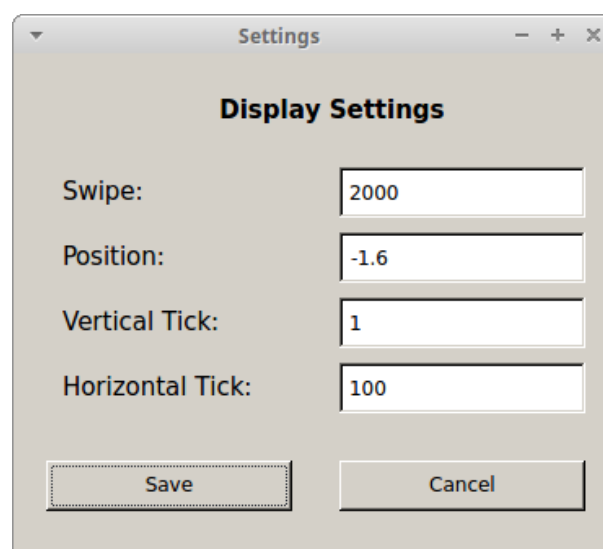 Settings
Display Settings
Swipe: 2000
Position: -1.6
Vertical Tick: 1
Horizontal Tick: 100
Save Cancel